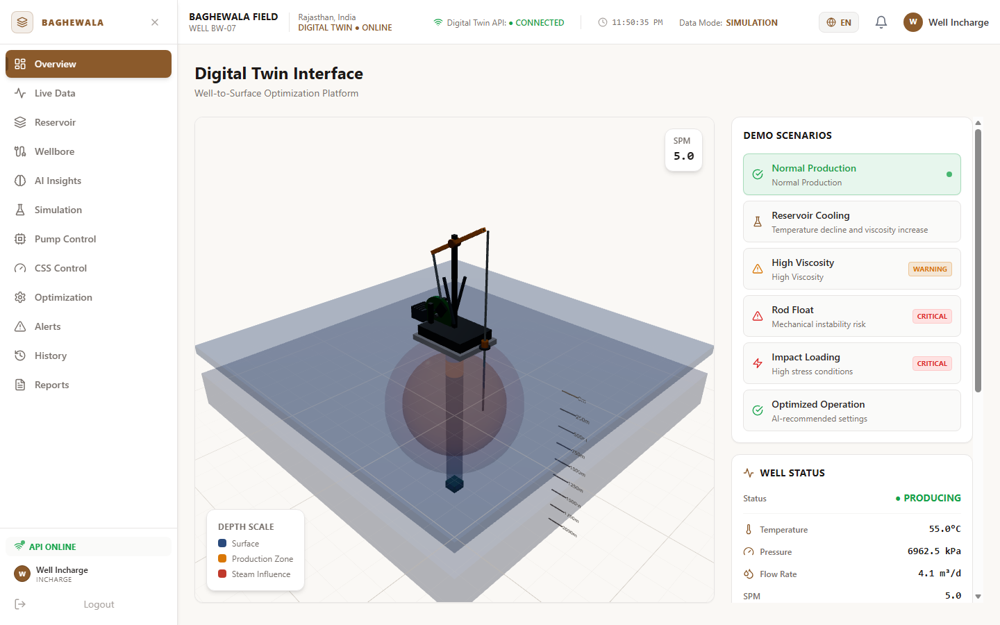 BAGHEWALA
Overview
Live Data
Reservoir
Wellbore
AI Insights
Simulation
Pump Control
CSS Control
Optimization
Alerts
History
Reports
API ONLINE
W
Well Incharge
INCHARGE
Logout
BAGHEWALA FIELD
WELL BW-07
Rajasthan, India
DIGITAL TWIN ● ONLINE
Digital Twin API: ● CONNECTED
11:50:35 PM
Data Mode: SIMULATION
EN
W
Well Incharge
Digital Twin Interface
Well-to-Surface Optimization Platform
SPM
5.0
0m
250m
500m
750m
1000m
1250m
1500m
1750m
2000m
DEPTH SCALE
Surface
Production Zone
Steam Influence
DEMO SCENARIOS
Normal Production
Normal Production
Reservoir Cooling
Temperature decline and viscosity increase
High Viscosity
High Viscosity
WARNING
Rod Float
Mechanical instability risk
CRITICAL
Impact Loading
High stress conditions
CRITICAL
Optimized Operation
AI-recommended settings
WELL STATUS
Status
● PRODUCING
Temperature
55.0°C
Pressure
6962.5 kPa
Flow Rate
4.1 m³/d
SPM
5.0